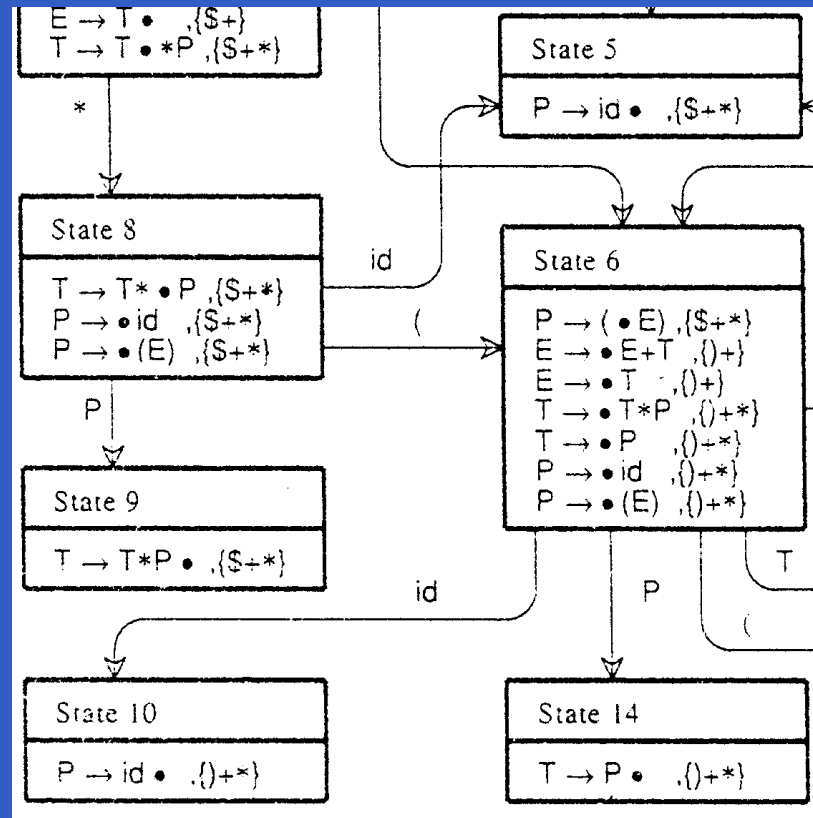 E → T • ,{$+}
T → T • *P ,{$+*}
*
State 5
P → id • ,{$+*}
State 8
T → T* • P ,{$+*}
P → • id ,{$+*}
P → • (E) ,{$+*}
id
(
State 6
P → ( • E) ,{$+*}
E → • E+T ,{)+}
E → • T ,{)+}
T → • T*P ,{)+*}
T → • P ,{)+*}
P → • id ,{)+*}
P → • (E) ,{)+*}
P
State 9
T → T*P • ,{$+*}
id
P
(
T
State 10
P → id • ,{)+*}
State 14
T → P • ,{)+*}